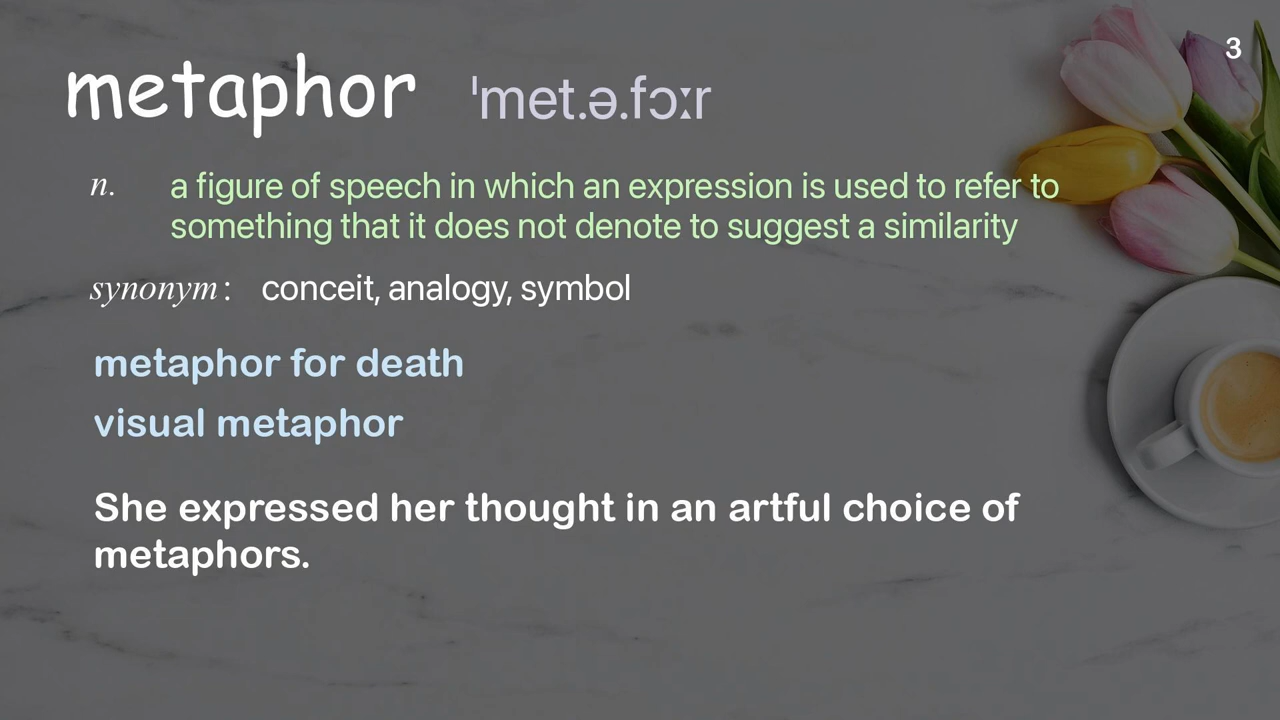 3
metaphor ˈmet.ə.fɔːr
n. a figure of speech in which an expression is used to refer to
something that it does not denote to suggest a similarity
synonym: conceit, analogy, symbol
metaphor for death
visual metaphor
She expressed her thought in an artful choice of
metaphors.